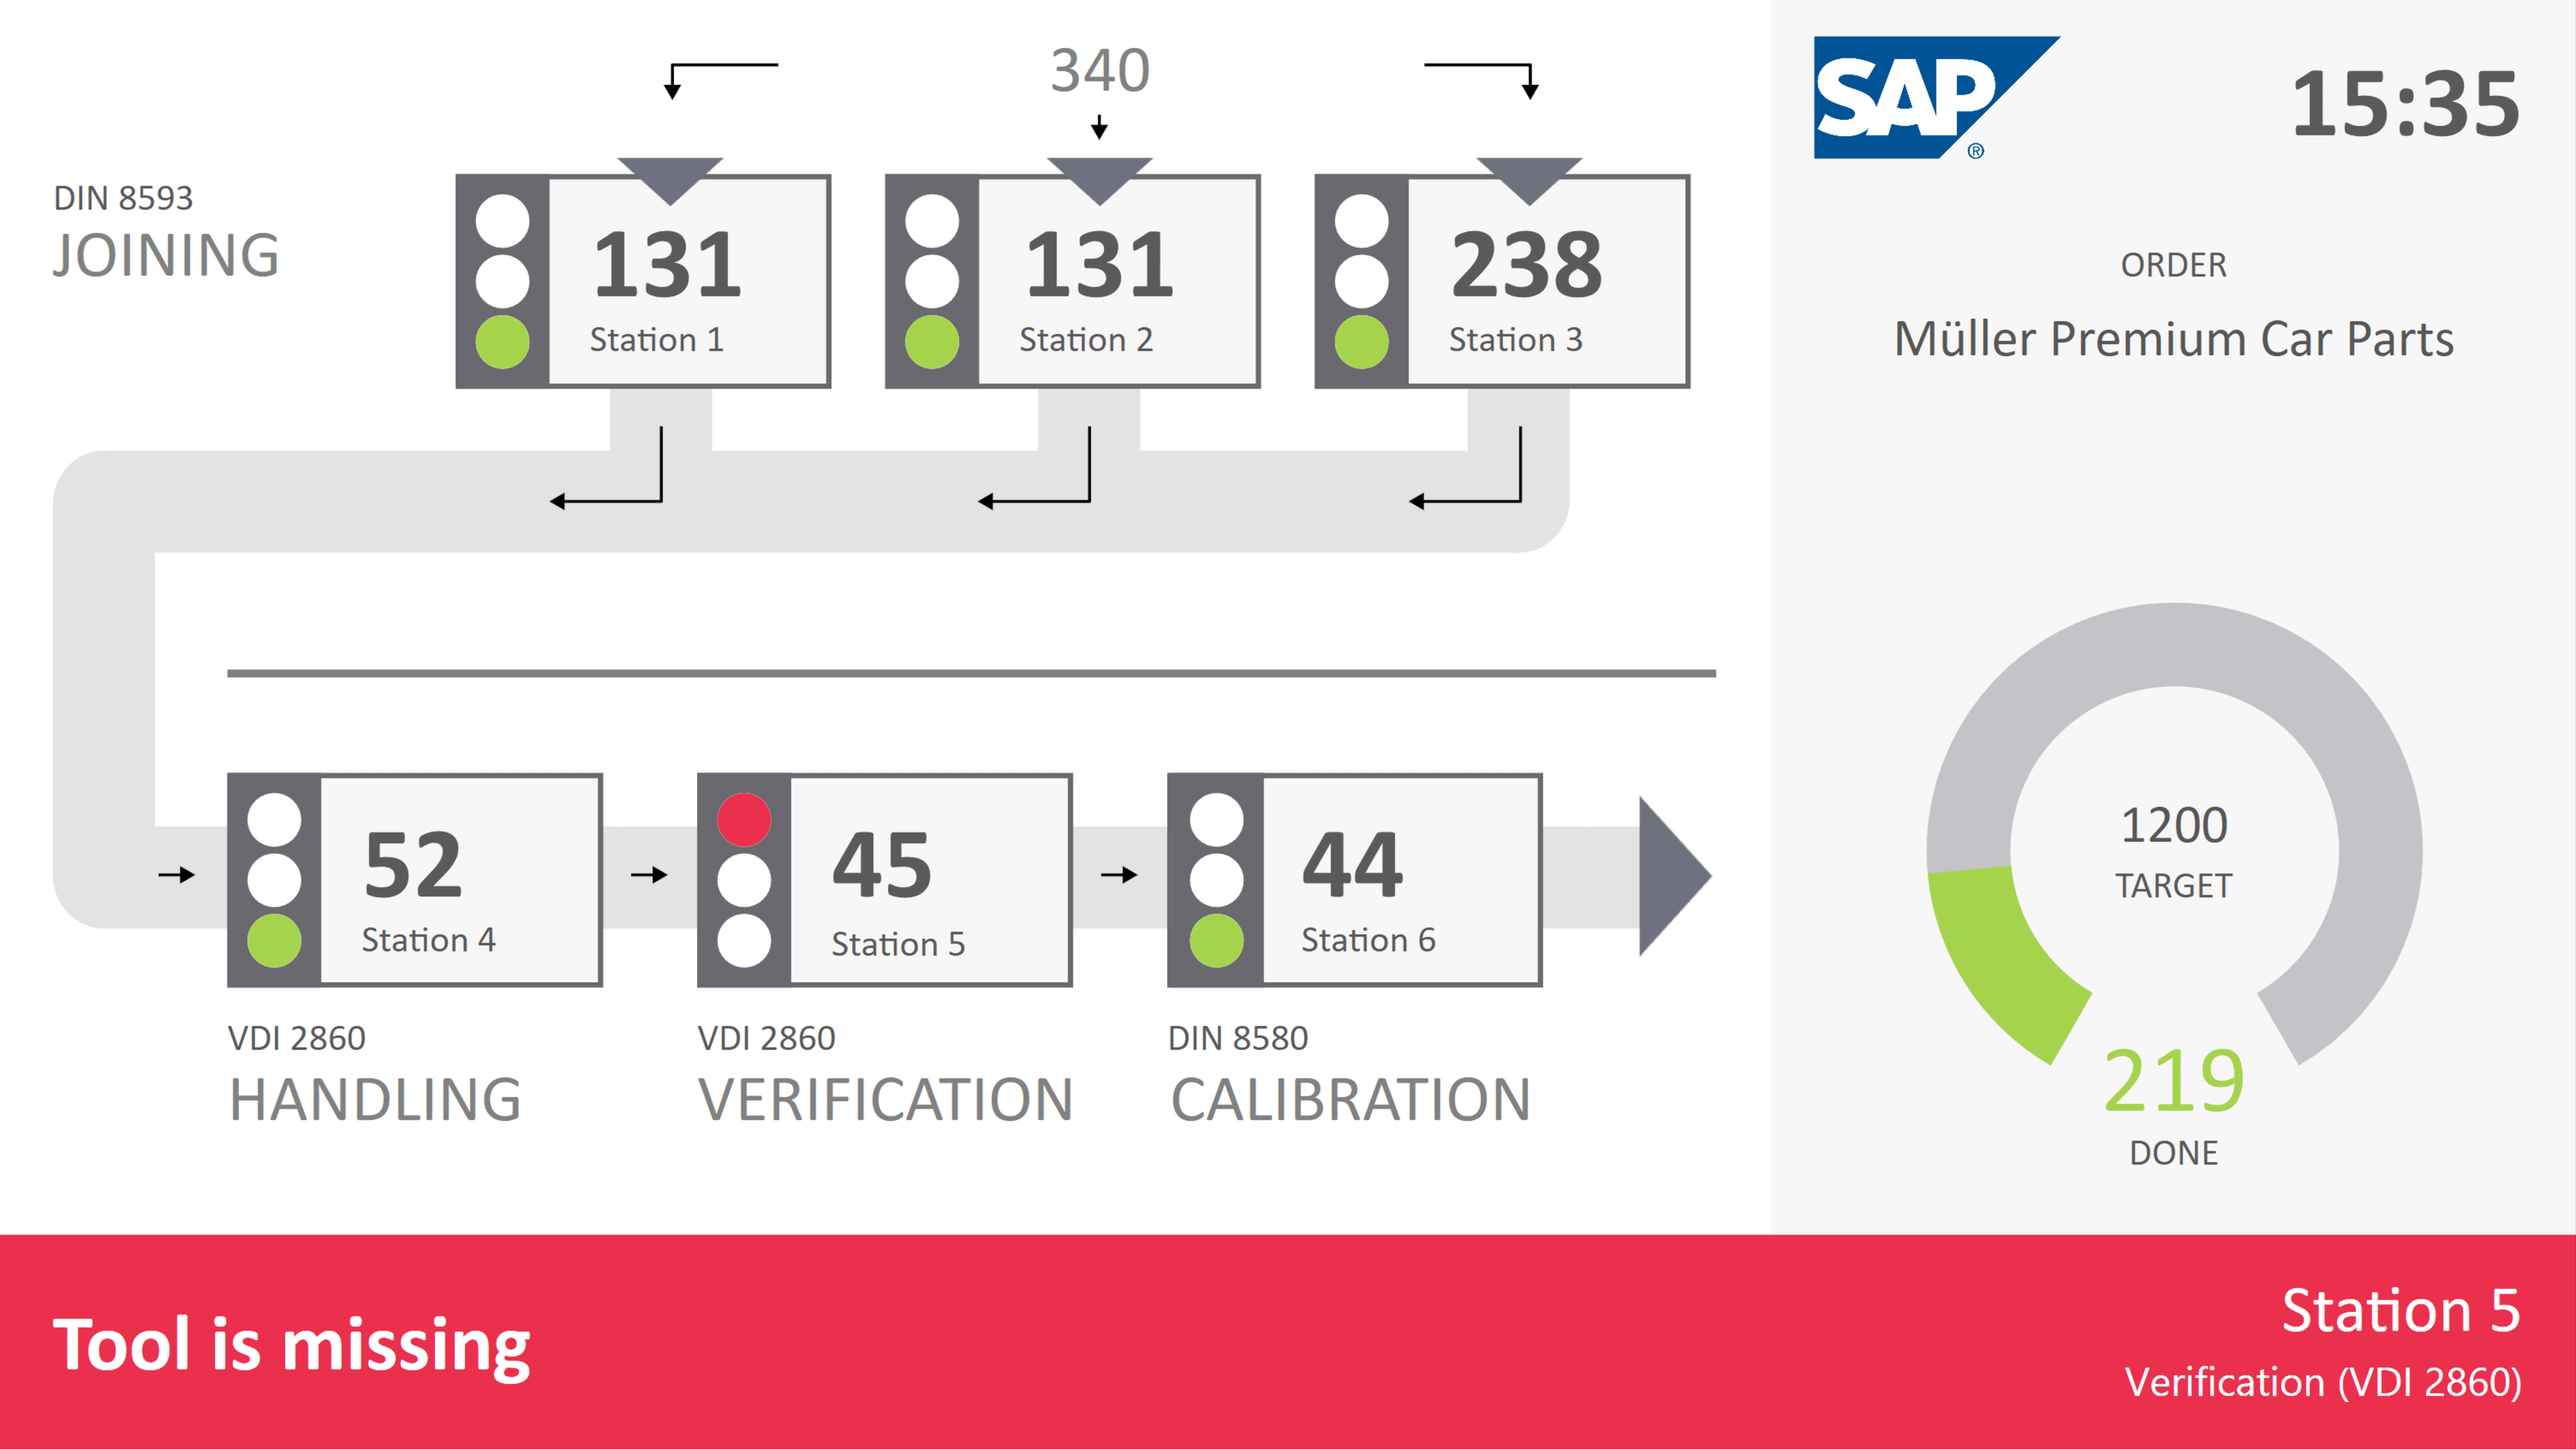 340
SAP
®
15:35
DIN 8593
JOINING
131
Station 1
131
Station 2
238
Station 3
ORDER
Müller Premium Car Parts
52
Station 4
45
Station 5
44
Station 6
VDI 2860
HANDLING
VDI 2860
VERIFICATION
DIN 8580
CALIBRATION
1200
TARGET
219
DONE
Tool is missing
Station 5
Verification (VDI 2860)